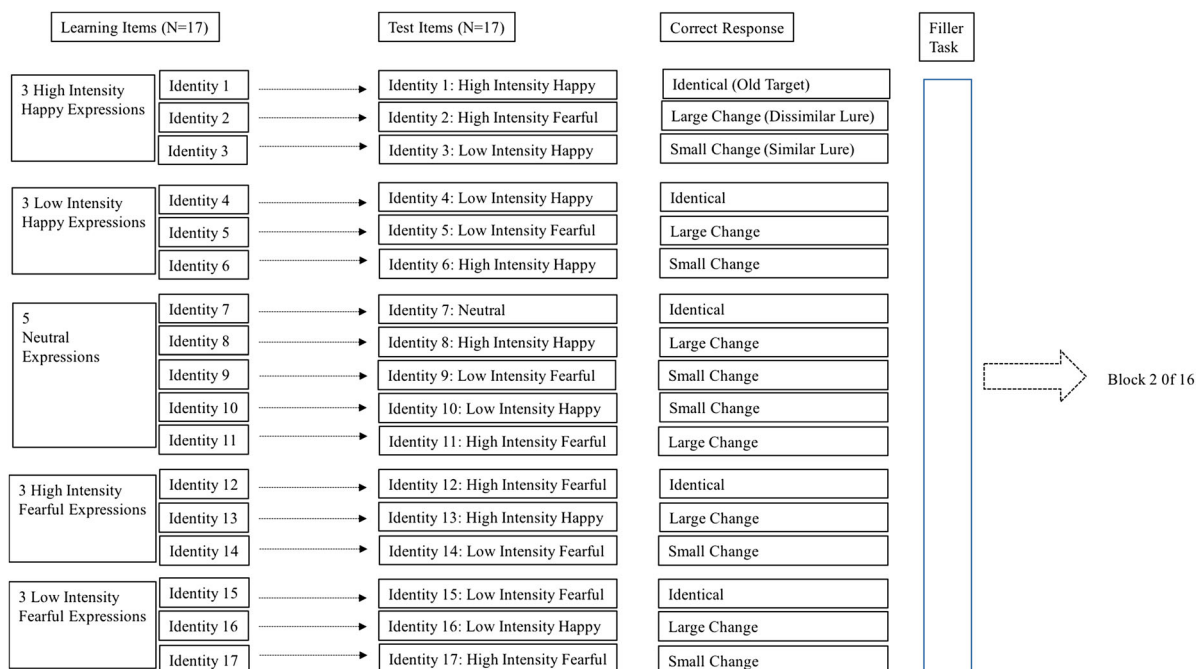 Learning Items (N=17)
Test Items (N=17)
Correct Response
Filler
Task
3 High Intensity
Happy Expressions
Identity 1
Identity 1: High Intensity Happy
Identical (Old Target)
Identity 2
Identity 2: High Intensity Fearful
Large Change (Dissimilar Lure)
Identity 3
Identity 3: Low Intensity Happy
Small Change (Similar Lure)
3 Low Intensity
Happy Expressions
Identity 4
Identity 4: Low Intensity Happy
Identical
Identity 5
Identity 5: Low Intensity Fearful
Large Change
Identity 6
Identity 6: High Intensity Happy
Small Change
5
Neutral
Expressions
Identity 7
Identity 7: Neutral
Identical
Identity 8
Identity 8: High Intensity Happy
Large Change
Identity 9
Identity 9: Low Intensity Fearful
Small Change
Identity 10
Identity 10: Low Intensity Happy
Small Change
Identity 11
Identity 11: High Intensity Fearful
Large Change
Block 2 0f 16
3 High Intensity
Fearful Expressions
Identity 12
Identity 12: High Intensity Fearful
Identical
Identity 13
Identity 13: High Intensity Happy
Large Change
Identity 14
Identity 14: Low Intensity Fearful
Small Change
3 Low Intensity
Fearful Expressions
Identity 15
Identity 15: Low Intensity Fearful
Identical
Identity 16
Identity 16: Low Intensity Happy
Large Change
Identity 17
Identity 17: High Intensity Fearful
Small Change